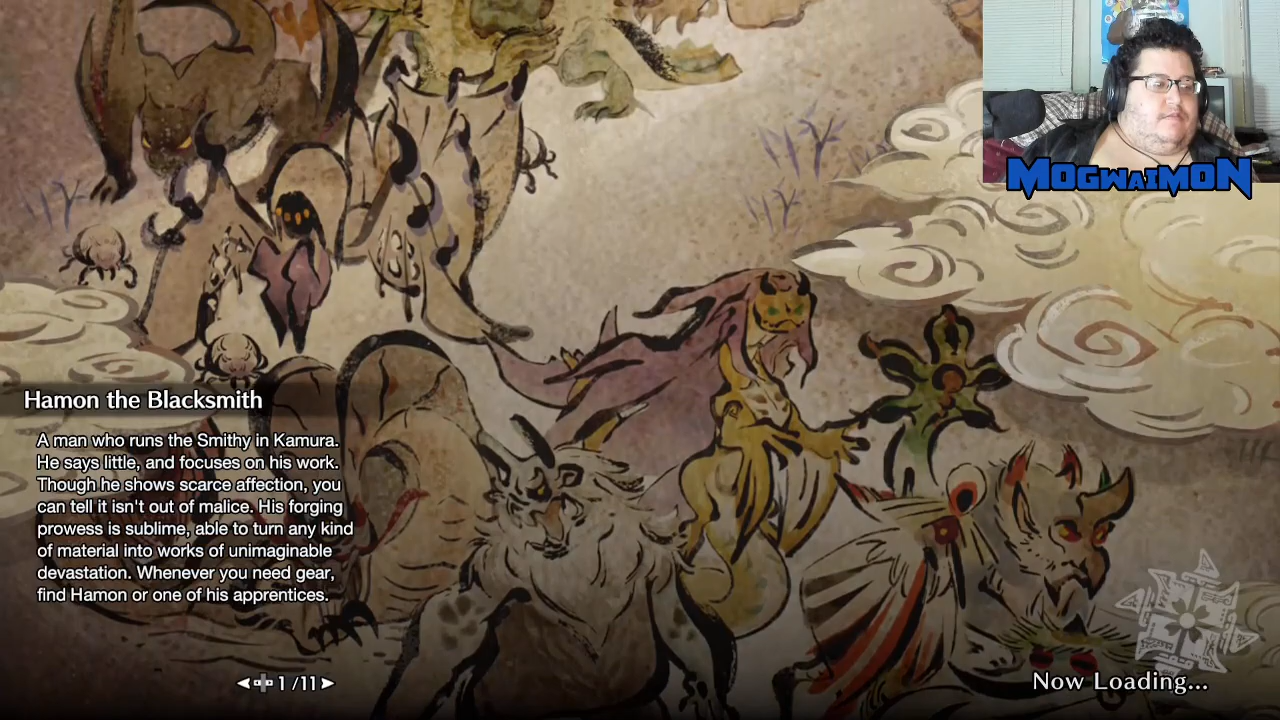 MOGWAIMON
Hamon the Blacksmith
A man who runs the Smithy in Kamura.
He says little, and focuses on his work.
Though he shows scarce affection, you
can tell it isn't out of malice. His forging
prowess is sublime, able to turn any kind
of material into works of unimaginable
devastation. Whenever you need gear,
find Hamon or one of his apprentices.
1 /11
Now Loading...